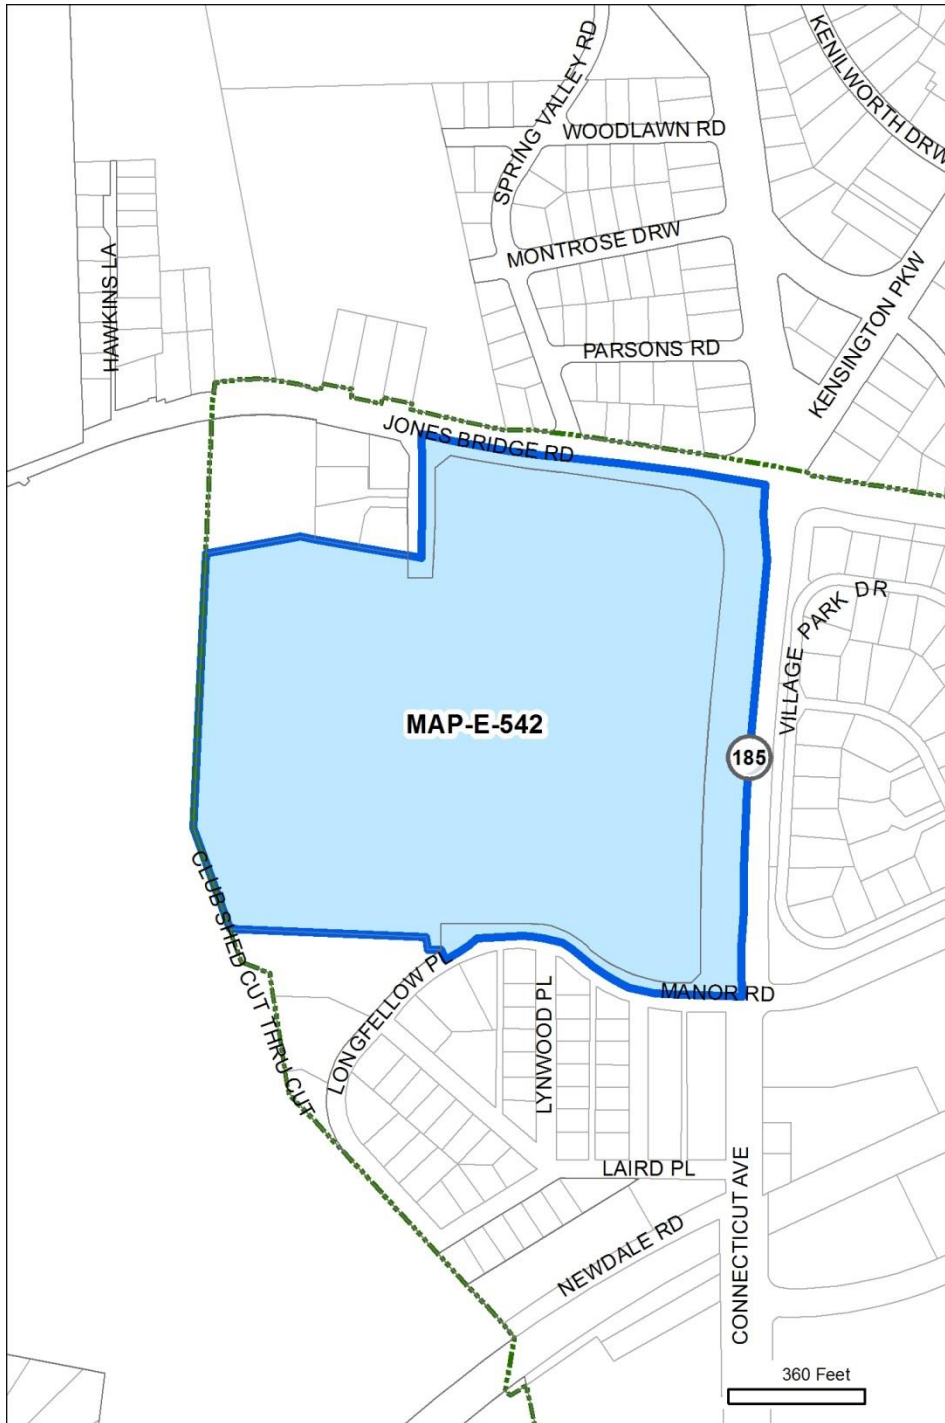 SPRING VALLEY RD
KENILWORTH DRW
WOODLAWN RD
MONTROSE DRW
HAWKINS LA
KENSINGTON PKW
PARSONS RD
JONES BRIDGE RD
VILLAGE PARK DR
MAP-E-542
185
CLUB SHED CUT THRU CUT
LONGFELLOW PL
LYNWOOD PL
MANOR RD
LAIRD PL
CONNECTICUT AVE
NEWDALE RD
360 Feet